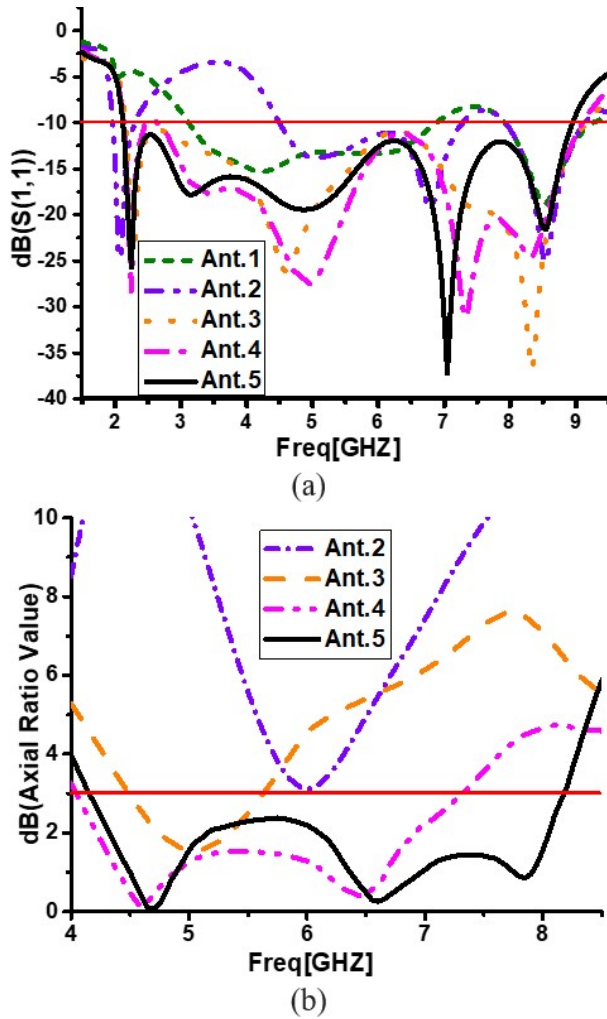 0
-5
-10
-15
-20
-25
-30
-35
-40
dB(S(1,1))
Ant.1
Ant.2
Ant.3
Ant.4
Ant.5
2 3 4 5 6 7 8 9
Freq[GHZ]
(a)
10
8
6
4
2
0
dB(Axial Ratio Value)
Ant.2
Ant.3
Ant.4
Ant.5
4 5 6 7 8
Freq[GHZ]
(b)